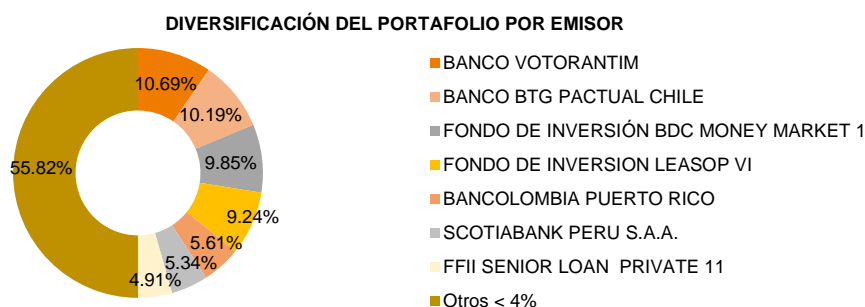 DIVERSIFICACIÓN DEL PORTAFOLIO POR EMISOR
10.69%
10.19%
9.85%
9.24%
5.61%
5.34%
4.91%
55.82%
BANCO VOTORANTIM
BANCO BTG PACTUAL CHILE
FONDO DE INVERSIÓN BDC MONEY MARKET 1
FONDO DE INVERSION LEASOP VI
BANCOLOMBIA PUERTO RICO
SCOTIABANK PERU S.A.A.
FFII SENIOR LOAN  PRIVATE 11
Otros < 4%